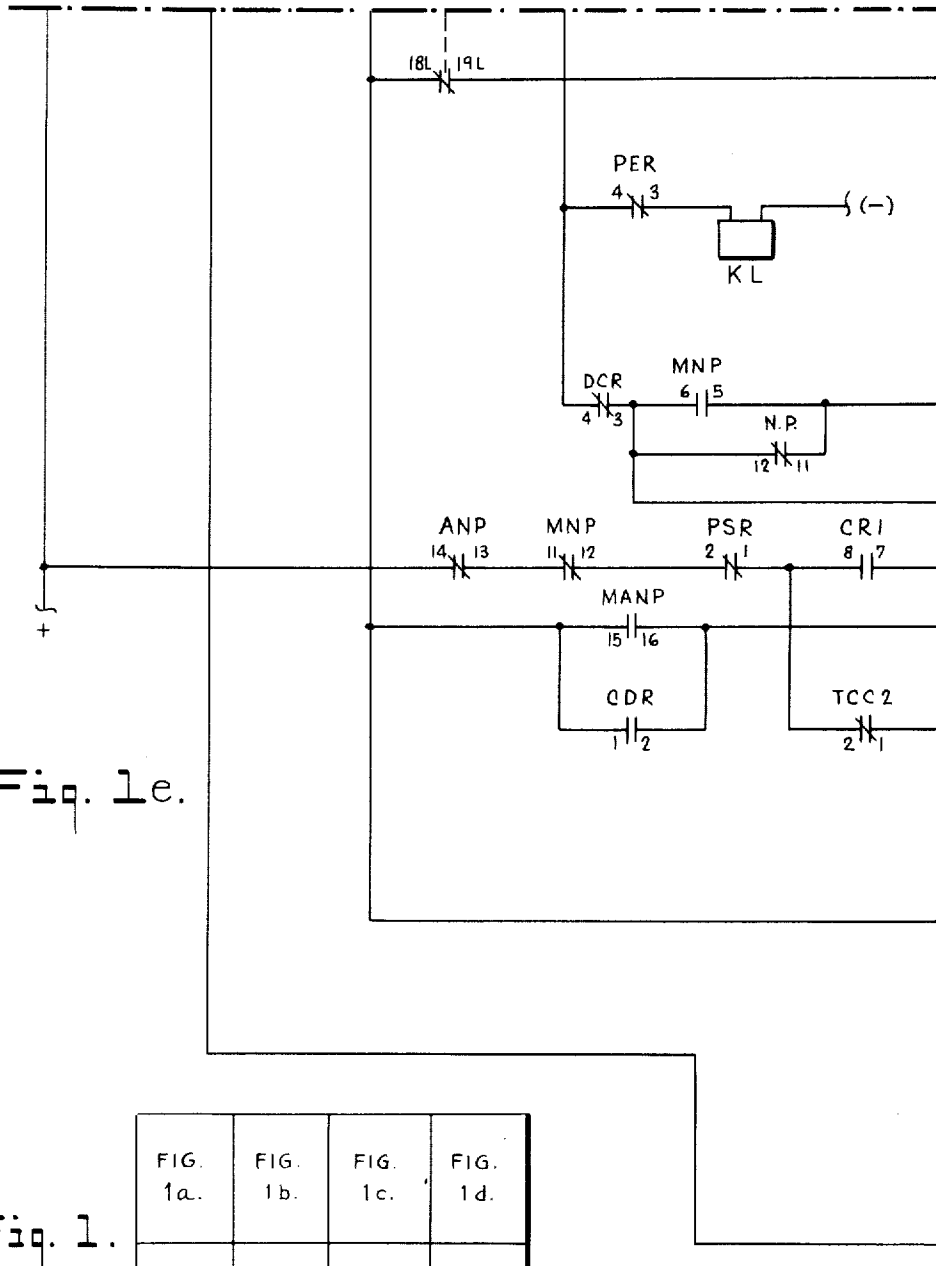 18L 19L
PER
4 3
(-)
KL
MNP
DCR 6 5
4 3
N.P.
12 11
ANP MNP PSR CR1
14 13 11 12 2 1 8 7
MANP
+
15 16
CDR TCC2
1 2 2 1
Fig. 1e.
FIG. FIG. FIG. FIG.
1a. 1b. 1c. 1d.
Fig. 1.